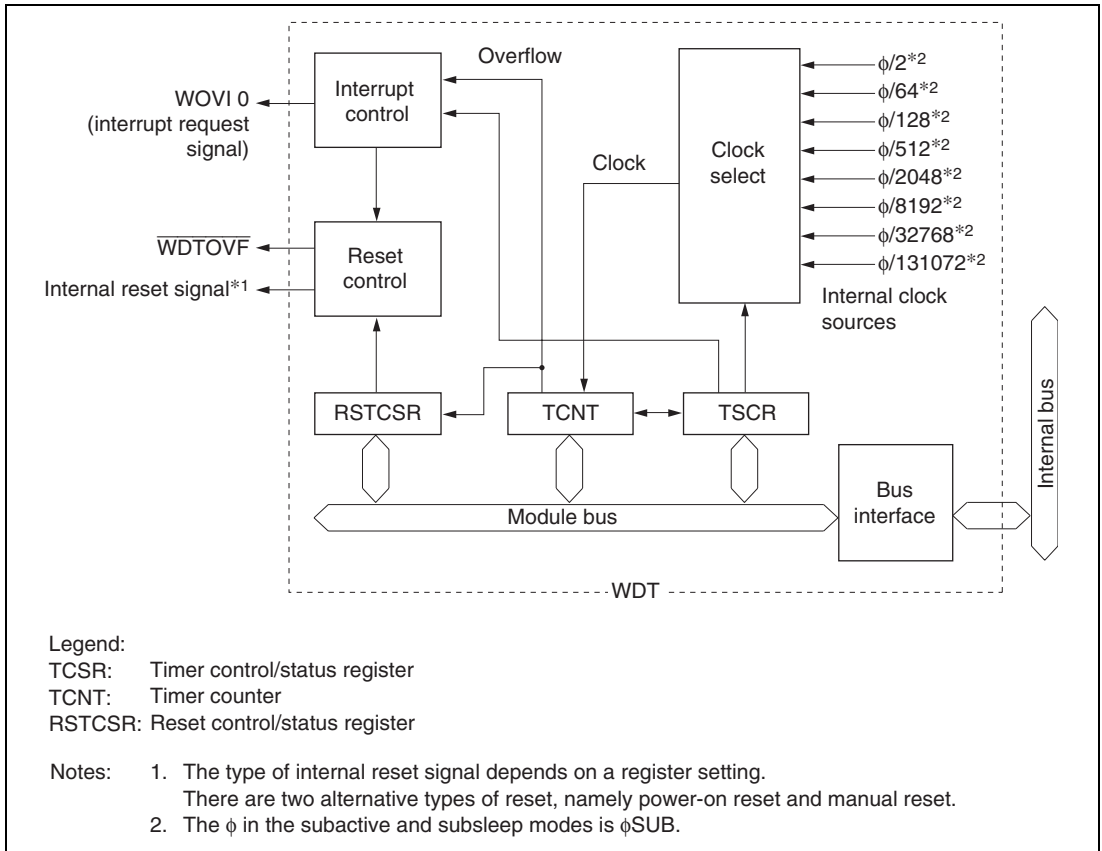 Overflow
Interrupt
control
WOVI 0
(interrupt request
signal)
Reset
control
WDTOVF
Internal reset signal*1
Clock
Clock
select
ϕ/2*2
ϕ/64*2
ϕ/128*2
ϕ/512*2
ϕ/2048*2
ϕ/8192*2
ϕ/32768*2
ϕ/131072*2
Internal clock
sources
RSTCSR
TCNT
TSCR
Module bus
Bus
interface
Internal bus
WDT
Legend:
TCSR: Timer control/status register
TCNT: Timer counter
RSTCSR: Reset control/status register
Notes: 1. The type of internal reset signal depends on a register setting.
There are two alternative types of reset, namely power-on reset and manual reset.
2. The ϕ in the subactive and subsleep modes is ϕSUB.